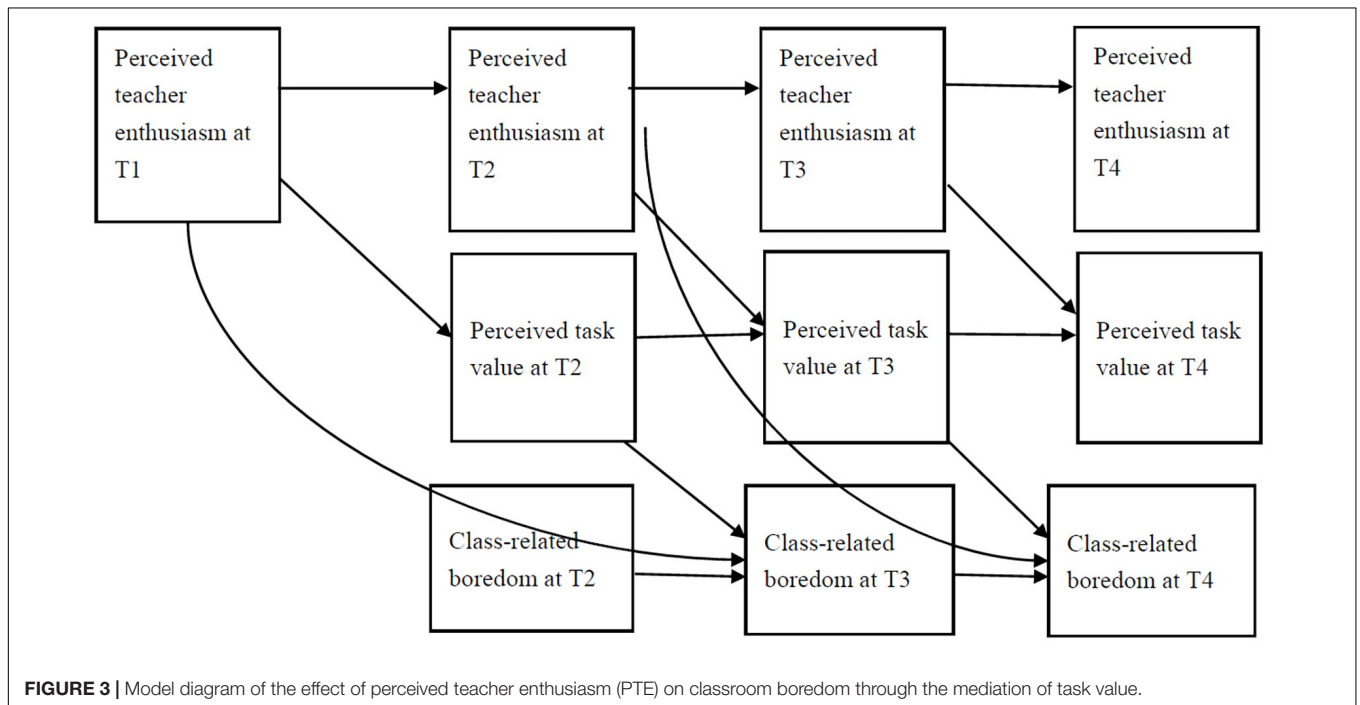 Perceived
teacher
enthusiasm at
T1
Perceived
teacher
enthusiasm at
T2
Perceived
teacher
enthusiasm at
T3
Perceived
teacher
enthusiasm at
T4
Perceived task
value at T2
Perceived task
value at T3
Perceived task
value at T4
Class-related
boredom at T2
Class-related
boredom at T3
Class-related
boredom at T4
FIGURE 3 | Model diagram of the effect of perceived teacher enthusiasm (PTE) on classroom boredom through the mediation of task value.